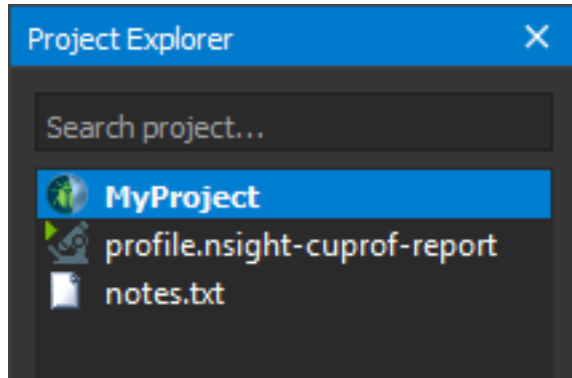 Project Explorer
Search project...
MyProject
profile.nsight-cuprof-report
notes.txt